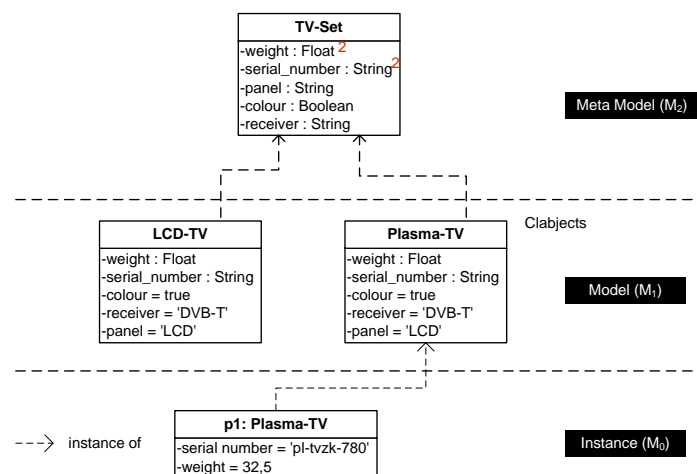 TV-Set
-weight : Float 2
-serial_number : String 2
-panel : String
-colour : Boolean
-receiver : String
Meta Model (M2)
Clabjects
LCD-TV
-weight : Float
-serial_number : String
-colour = true
-receiver = 'DVB-T'
-panel = 'LCD'
Plasma-TV
-weight : Float
-serial_number : String
-colour = true
-receiver = 'DVB-T'
-panel = 'LCD'
Model (M1)
p1: Plasma-TV
-serial number = 'pl-tvzk-780'
-weight = 32,5
instance of
Instance (M0)